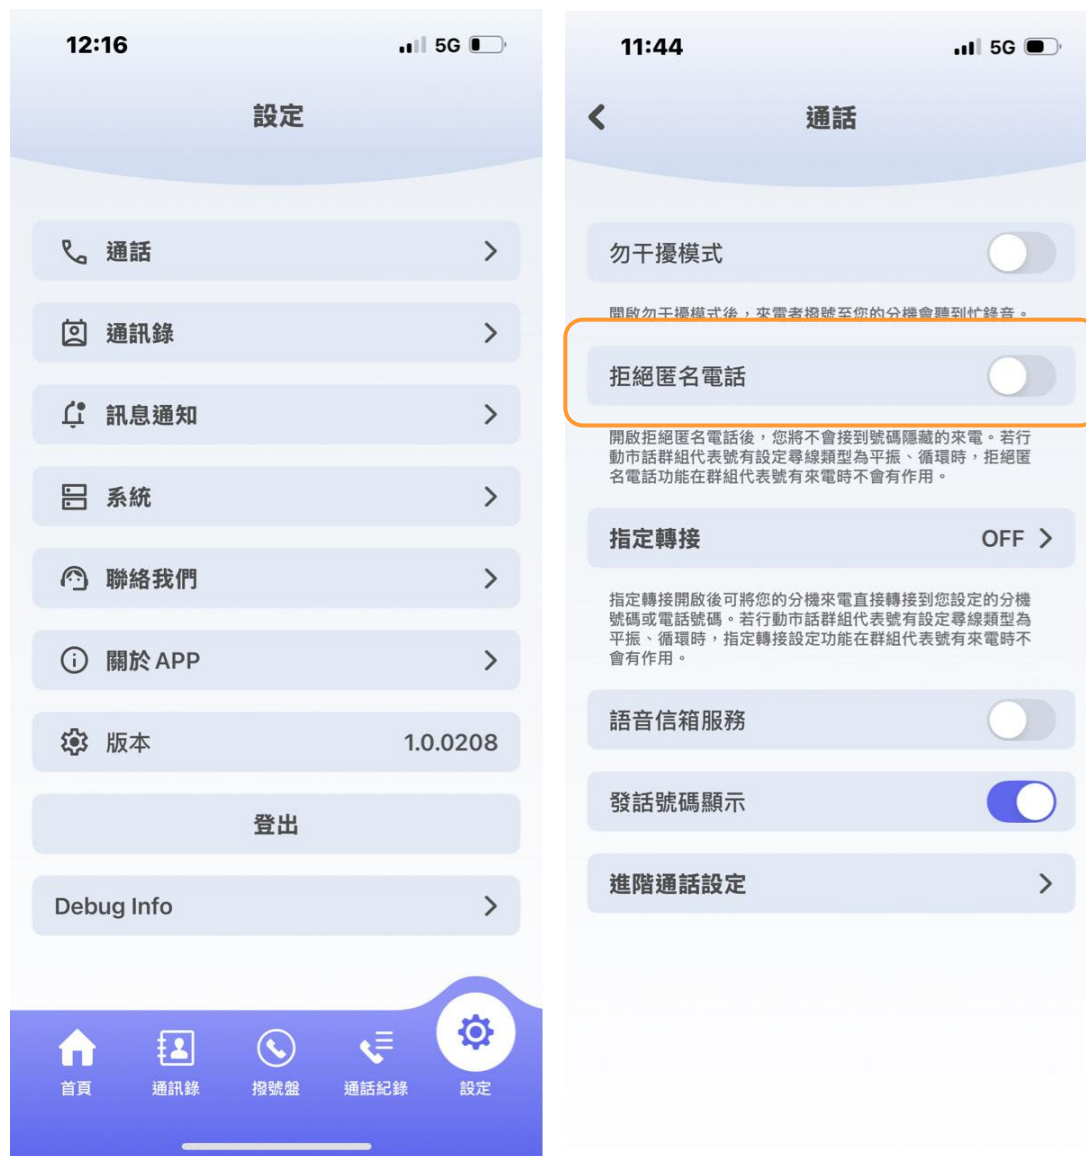 12:16
5G
設定
通話
通訊錄
訊息通知
系統
聯絡我們
關於 APP
版本
1.0.0208
登出
Debug Info
首頁
通訊錄
撥號盤
通話紀錄
設定
11:44
5G
通話
勿干擾模式
開啟勿干擾模式後，來電者撥號至您的分機會聽到忙錄音。
拒絕匿名電話
開啟拒絕匿名電話後，您將不會接到號碼隱藏的來電。若行
動市話群組代表號有設定尋線類型為平振、循環時，拒絕匿
名電話功能在群組代表號有來電時不會有作用。
指定轉接
OFF
指定轉接開啟後可將您的分機來電直接轉接到您設定的分機
號碼或電話號碼。若行動市話群組代表號有設定尋線類型為
平振、循環時，指定轉接設定功能在群組代表號有來電時不
會有作用。
語音信箱服務
發話號碼顯示
進階通話設定